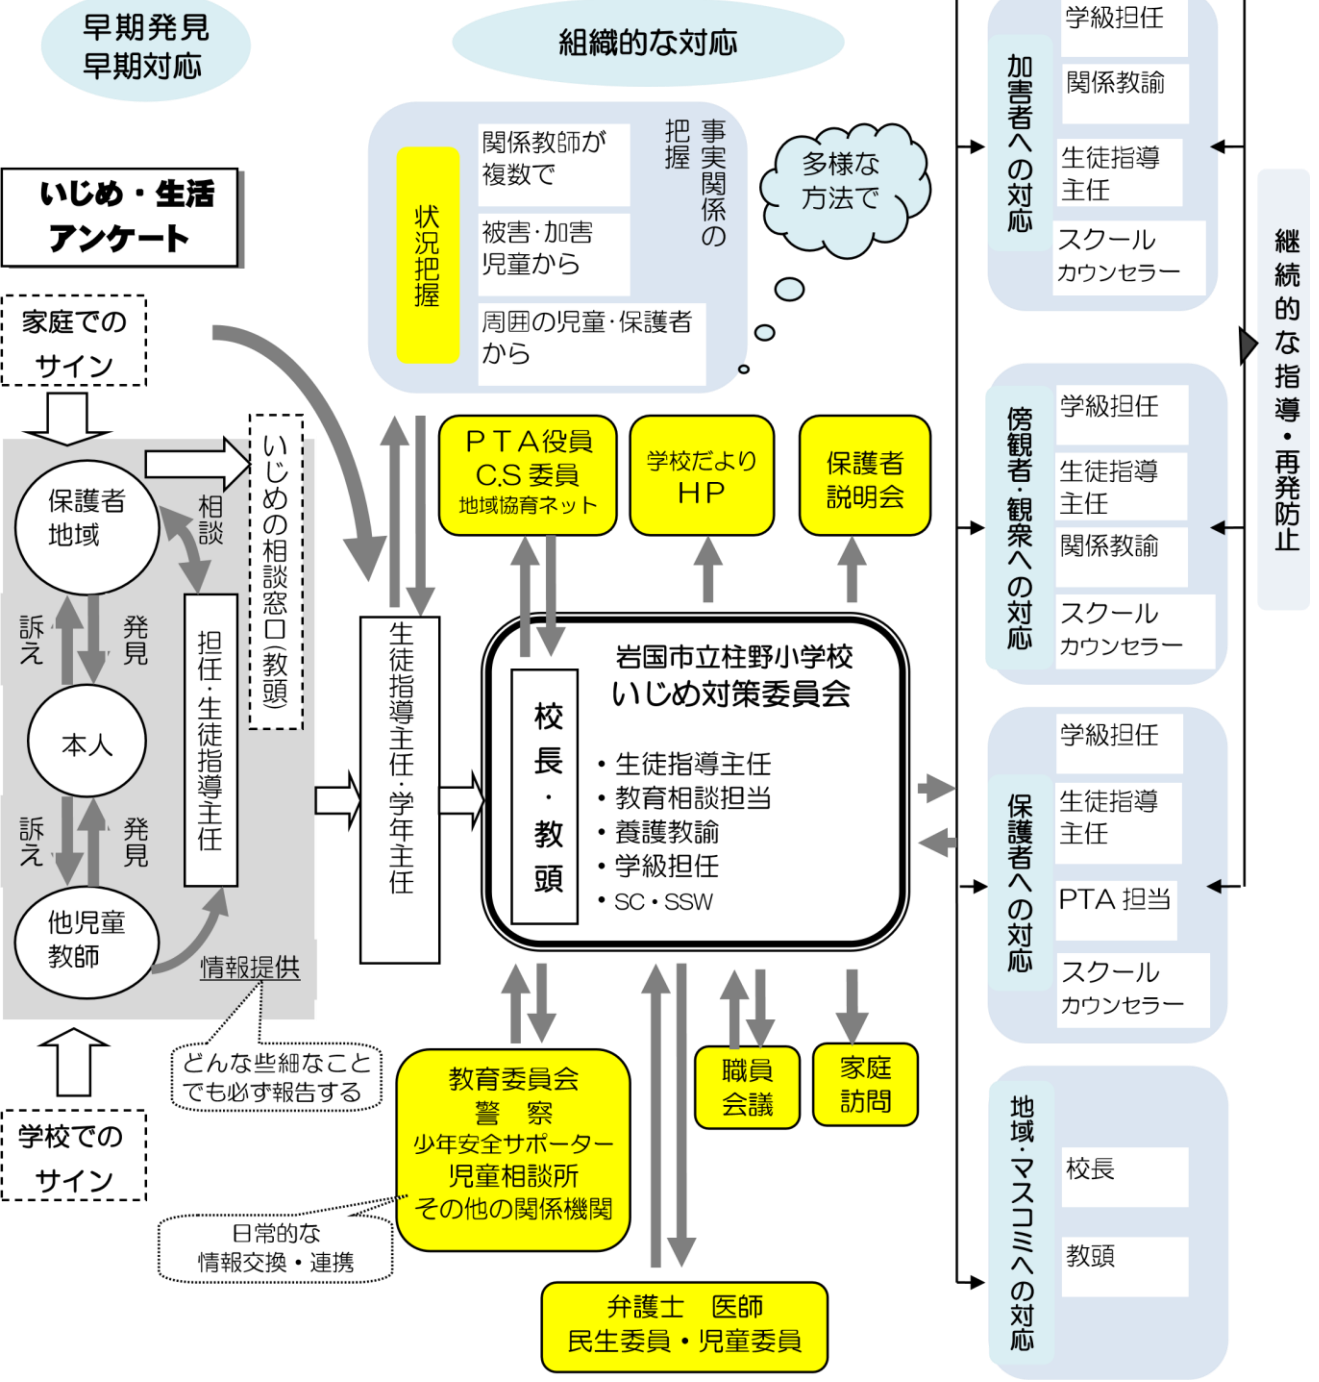 早期発見
早期対応
組織的な対応
いじめ・生活
アンケート
家庭での
サイン
保護者
地域
相談
いじめの相談窓口(教頭)
訴え
発見
本人
担任・生徒指導主任
訴え
発見
他児童
教師
情報提供
どんな些細なこと
でも必ず報告する
学校での
サイン
状況把握
関係教師が
複数で
被害・加害
児童から
周囲の児童・保護者
から
事実関係の
把握
多様な
方法で
PTA役員
C.S 委員
地域協育ネット
学校だより
HP
保護者
説明会
生徒指導主任・学年主任
岩国市立柱野小学校
いじめ対策委員会
校長・教頭
・生徒指導主任
・教育相談担当
・養護教諭
・学級担任
・SC・SSW
教育委員会
警 察
少年安全サポーター
児童相談所
その他の関係機関
日常的な
情報交換・連携
弁護士 医師
民生委員・児童委員
職員
会議
家庭
訪問
加害者への対応
学級担任
関係教諭
生徒指導
主任
スクール
カウンセラー
傍観者・観衆への対応
学級担任
生徒指導
主任
関係教諭
スクール
カウンセラー
保護者への対応
学級担任
生徒指導
主任
PTA 担当
スクール
カウンセラー
地域・マスコミへの対応
校長
教頭
継続的な指導・再発防止